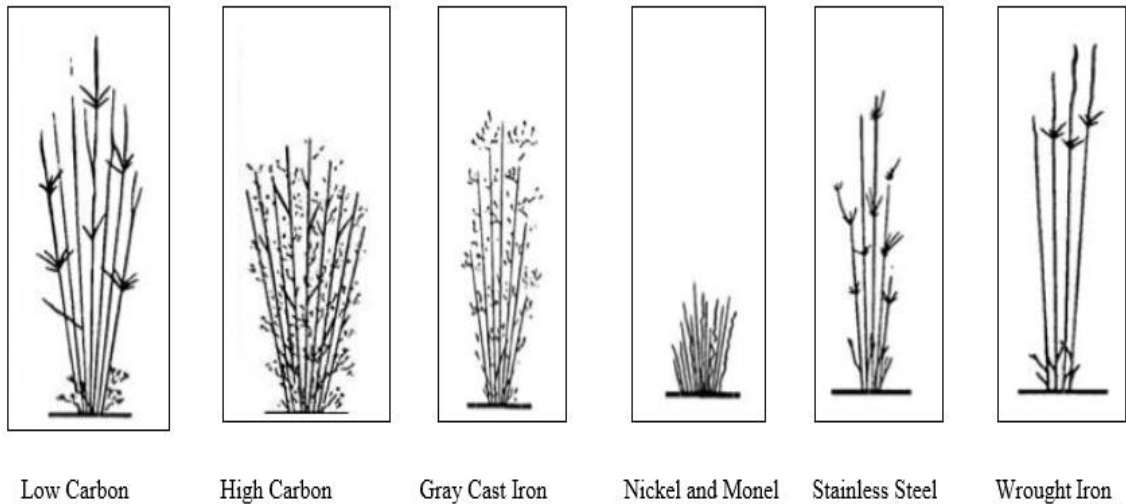 Low Carbon
High Carbon
Gray Cast Iron
Nickel and Monel
Stainless Steel
Wrought Iron